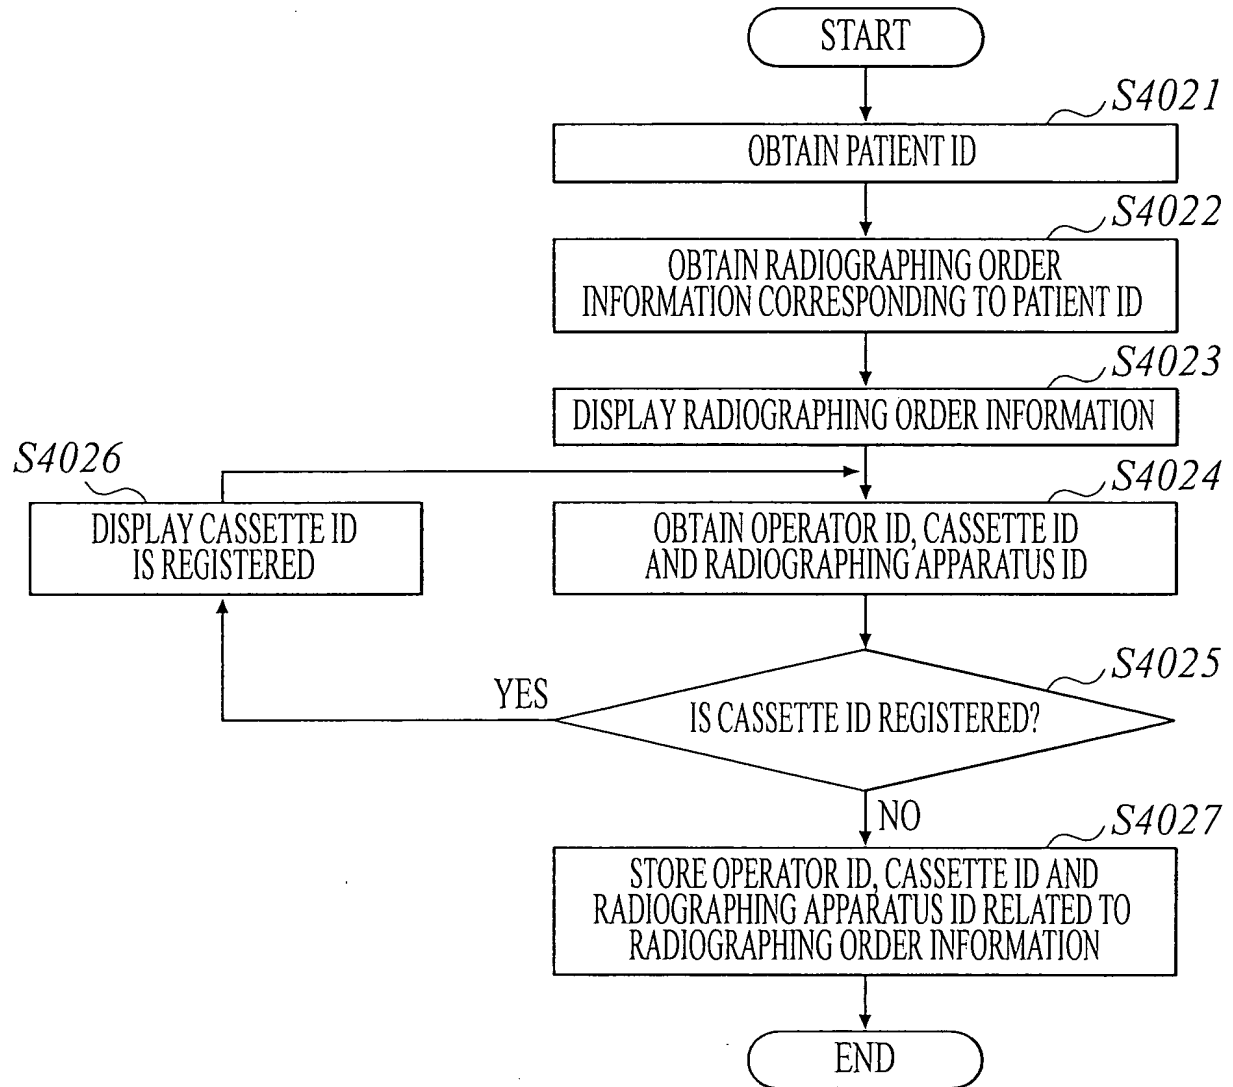 START
S4021
OBTAIN PATIENT ID
S4022
OBTAIN RADIOGRAPHING ORDER
INFORMATION CORRESPONDING TO PATIENT ID
S4023
DISPLAY RADIOGRAPHING ORDER INFORMATION
S4026
DISPLAY CASSETTE ID
IS REGISTERED
S4024
OBTAIN OPERATOR ID, CASSETTE ID
AND RADIOGRAPHING APPARATUS ID
S4025
IS CASSETTE ID REGISTERED?
YES
NO
S4027
STORE OPERATOR ID, CASSETTE ID AND
RADIOGRAPHING APPARATUS ID RELATED TO
RADIOGRAPHING ORDER INFORMATION
END